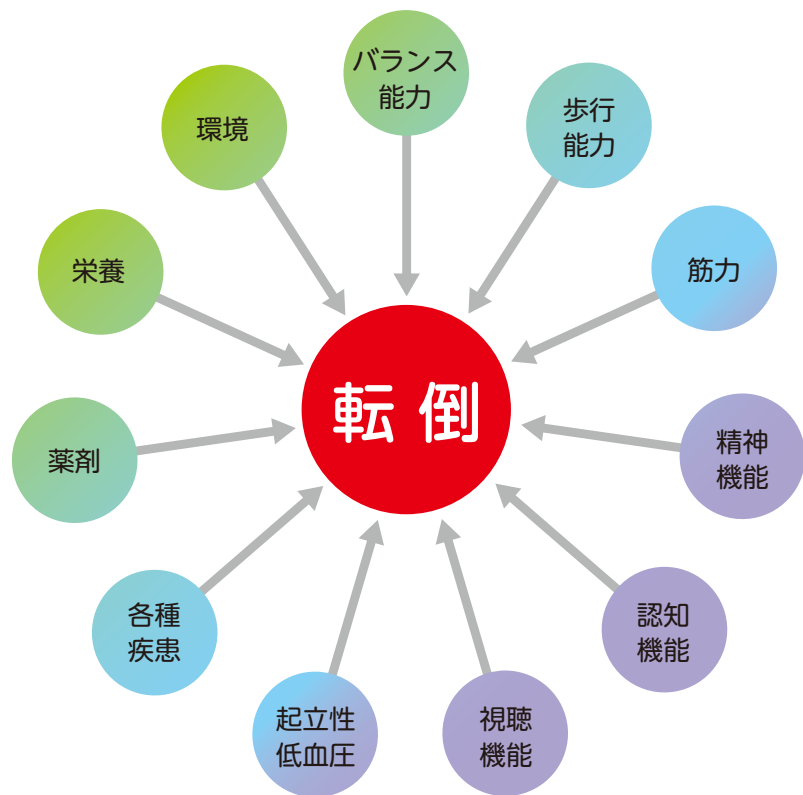 バランス
能力
歩行
能力
筋力
精神
機能
認知
機能
視聴
機能
起立性
低血圧
各種
疾患
薬剤
栄養
環境
転倒